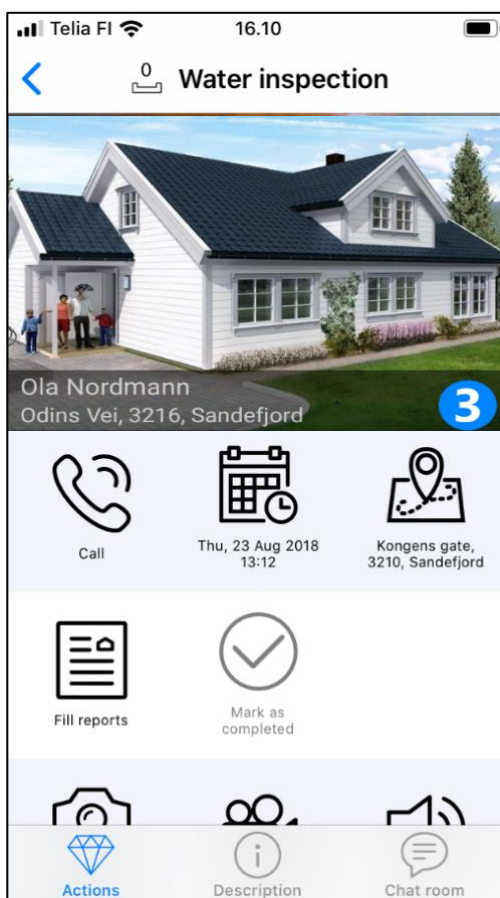 Telia FI 16.10
0 Water inspection
Ola Nordmann
Odins Vei, 3216, Sandefjord
3
Call
Thu, 23 Aug 2018
13:12
Kongens gate,
3210, Sandefjord
Fill reports
Mark as
completed
Actions
Description
Chat room